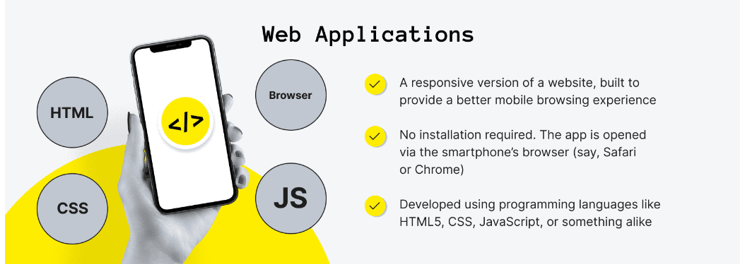 Web Applications
HTML
Browser
</>
CSS
JS
A responsive version of a website, built to
provide a better mobile browsing experience
No installation required. The app is opened
via the smartphone's browser (say, Safari
or Chrome)
Developed using programming languages like
HTML5, CSS, JavaScript, or something alike